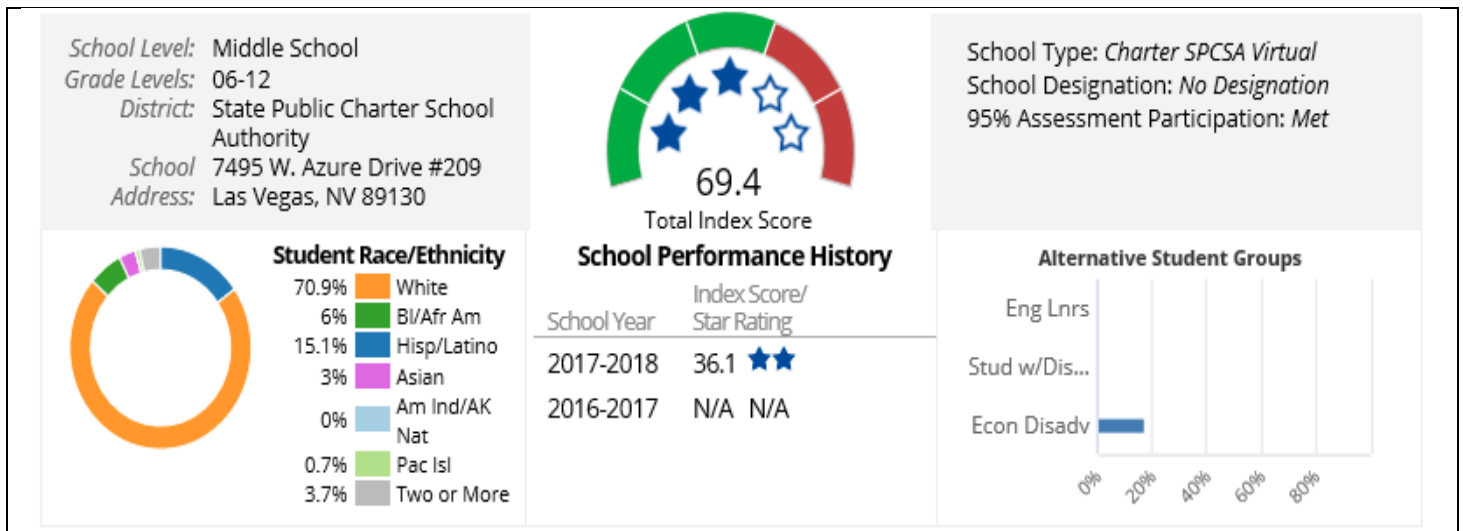 School Level: Middle School
Grade Levels: 06-12
District: State Public Charter School
Authority
School 7495 W. Azure Drive #209
Address: Las Vegas, NV 89130
69.4
Total Index Score
School Type: Charter SPCSA Virtual
School Designation: No Designation
95% Assessment Participation: Met
Student Race/Ethnicity
70.9% White
6% Bl/Afr Am
15.1% Hisp/Latino
3% Asian
0% Am Ind/AK
Nat
0.7% Pac Isl
3.7% Two or More
School Performance History
Index Score/
School Year Star Rating
2017-2018 36.1
2016-2017 N/A N/A
Alternative Student Groups
Eng Lnrs
Stud w/Dis...
Econ Disadv
0% 20% 40% 60% 80%